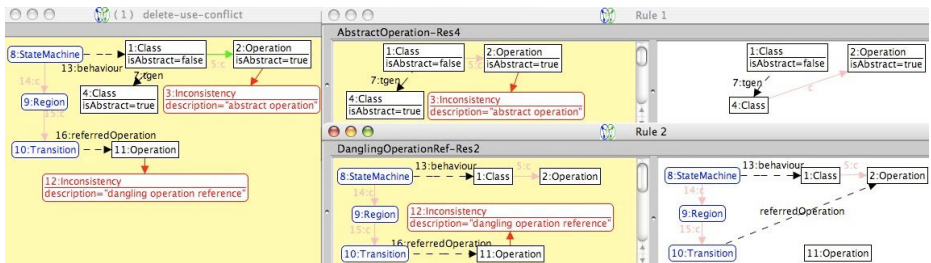 (1) delete-use-conflict
8:StateMachine
1:Class
isAbstract=false
5:c
2:Operation
isAbstract=true
13:behaviour
7:tgen
14:c
9:Region
4:Class
isAbstract=true
3:Inconsistency
description="abstract operation"
15:c
16:referredOperation
10:Transition
11:Operation
12:Inconsistency
description="dangling operation reference"
Rule 1
AbstractOperation-Res4
1:Class
isAbstract=false
5:c
2:Operation
isAbstract=true
7:tgen
4:Class
isAbstract=true
3:Inconsistency
description="abstract operation"
1:Class
isAbstract=false
2:Operation
isAbstract=true
7:tgen
c
4:Class
Rule 2
DanglingOperationRef-Res2
13:behaviour
5:c
8:StateMachine
1:Class
2:Operation
14:c
9:Region
12:Inconsistency
description="dangling operation reference"
15:c
16:referredOperation
10:Transition
11:Operation
13:behaviour
5:c
8:StateMachine
1:Class
2:Operation
14:c
9:Region
referredOperation
15:c
10:Transition
11:Operation